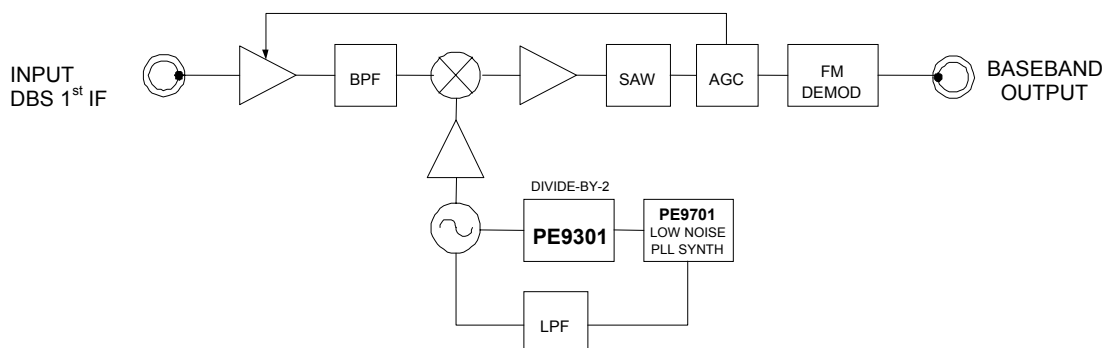 INPUT
DBS 1st IF
BPF
SAW
AGC
FM
DEMOD
BASEBAND
OUTPUT
DIVIDE-BY-2
PE9301
PE9701
LOW NOISE
PLL SYNTH
LPF